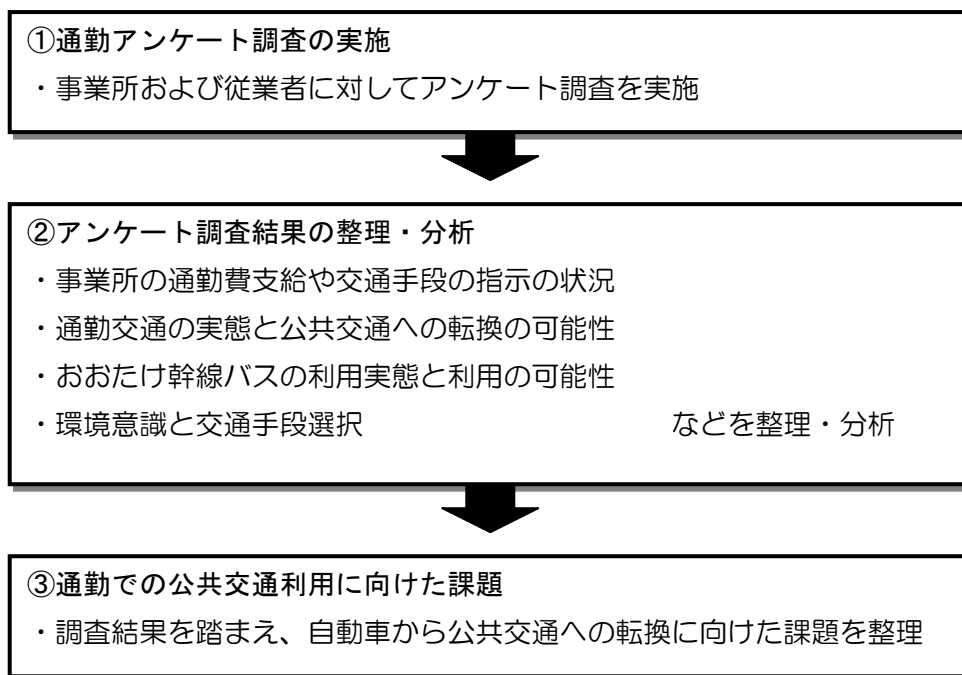 ①通勤アンケート調査の実施
・事業所および従業者に対してアンケート調査を実施
②アンケート調査結果の整理・分析
・事業所の通勤費支給や交通手段の指示の状況
・通勤交通の実態と公共交通への転換の可能性
・おおたけ幹線バスの利用実態と利用の可能性
・環境意識と交通手段選択　　　　　　　　　　などを整理・分析
③通勤での公共交通利用に向けた課題
・調査結果を踏まえ、自動車から公共交通への転換に向けた課題を整理